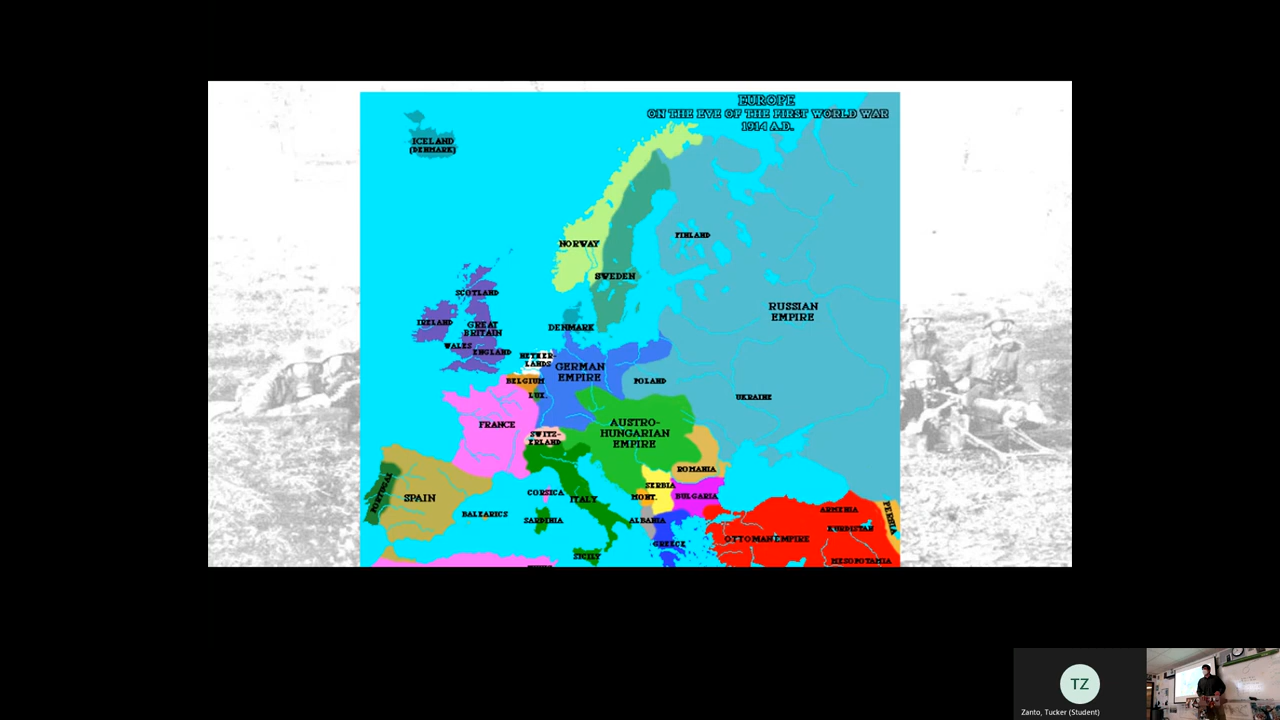 EUROPE
ON THE EVE OF THE FIRST WORLD WAR
1914 A.D.
ICELAND
(DENMARK)
NORWAY
FINLAND
SWEDEN
SCOTLAND
RUSSIAN
EMPIRE
IRELAND
GREAT
BRITAIN
DENMARK
WALES
ENGLAND
NETHER-
LANDS
GERMAN
EMPIRE
BELGIUM
POLAND
LUX.
UKRAINE
FRANCE
AUSTRO-
HUNGARIAN
EMPIRE
SWITZ-
ERLAND
ROMANIA
SERBIA
PORTUGAL
SPAIN
CORSICA
ITALY
MONT.
BULGARIA
BALEARICS
SARDINIA
ALBANIA
ARMENIA
PERSIA
KURDISTAN
GREECE
OTTOMAN EMPIRE
SICILY
MESOPOTAMIA
TZ
Zanto, Tucker (Student)